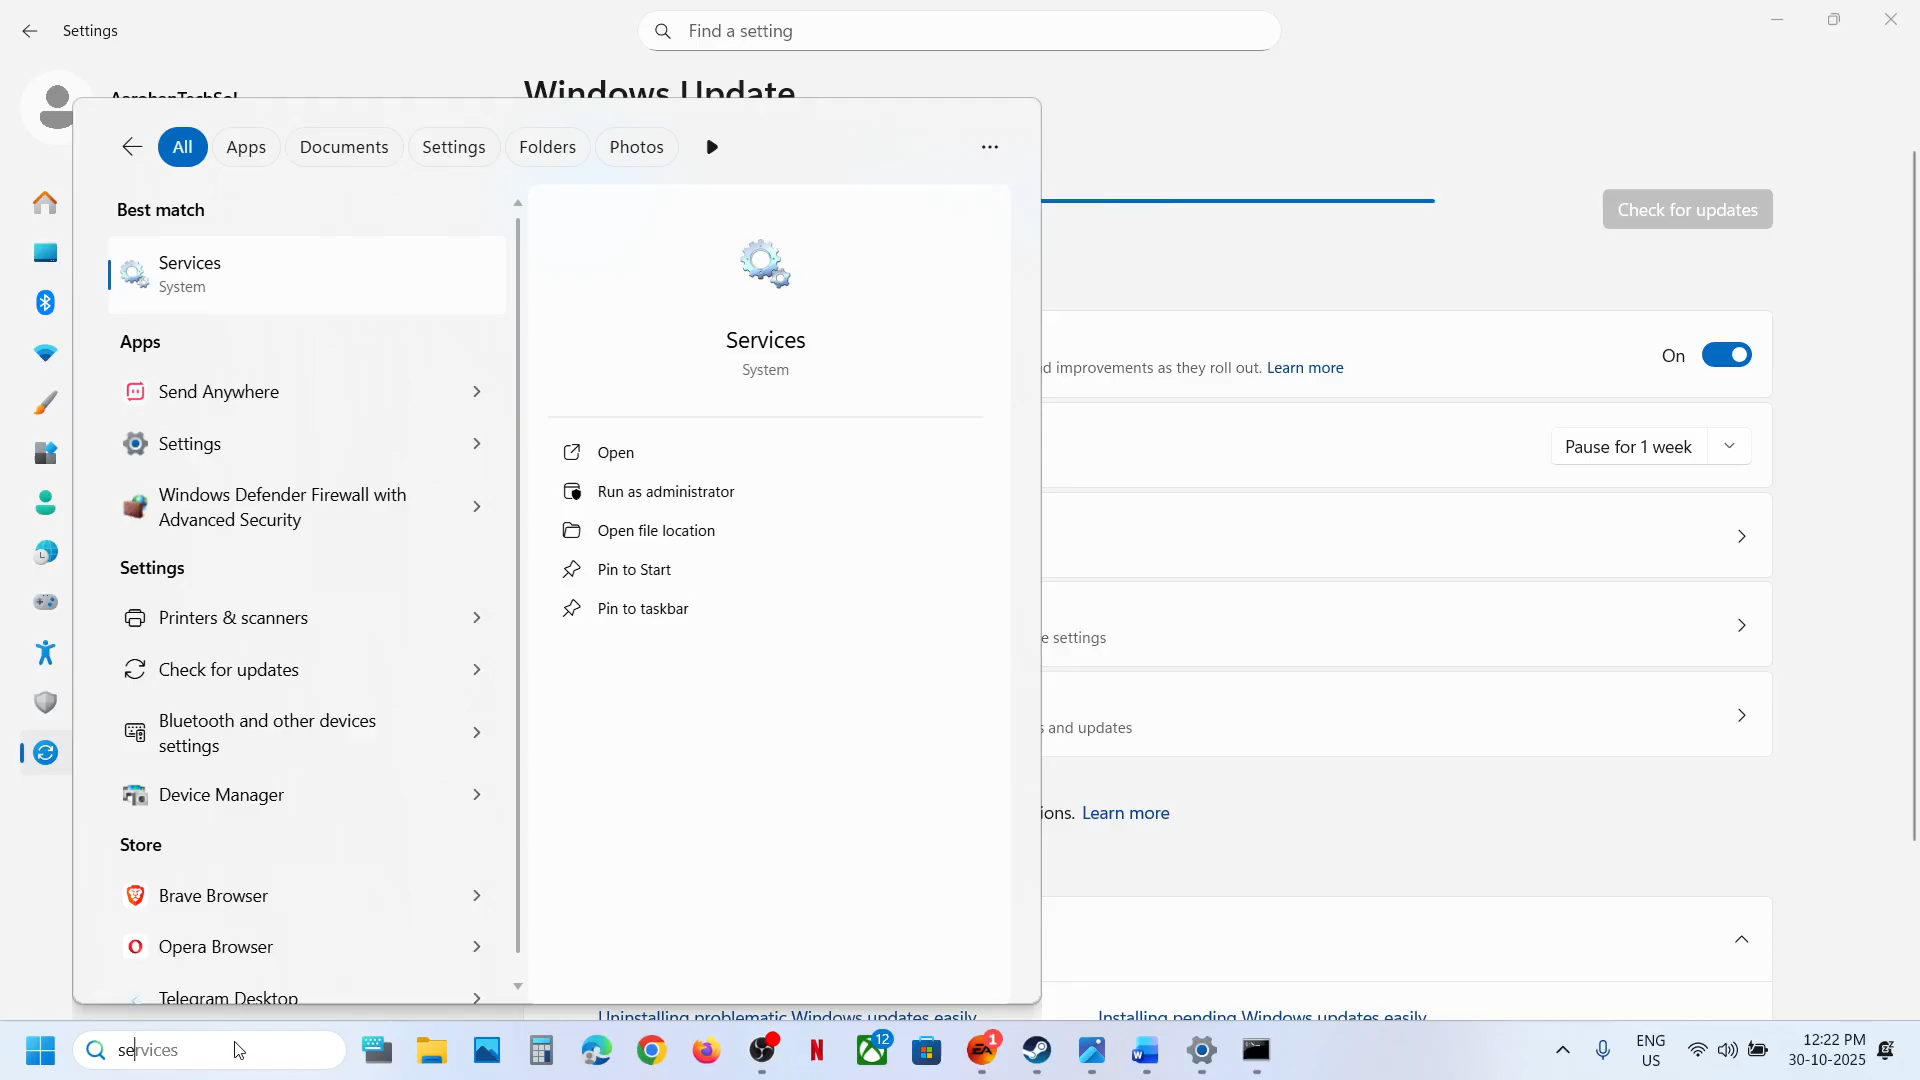 Settings
Find a setting
Windows Update
All
Apps
Documents
Settings
Folders
Photos
Check for updates
Best match
Services
System
Services
System
Apps
Send Anywhere
Settings
Windows Defender Firewall with
Advanced Security
Settings
Printers & scanners
Check for updates
Bluetooth and other devices
settings
Device Manager
Store
Brave Browser
Opera Browser
Telegram Desktop
Open
Run as administrator
Open file location
Pin to Start
Pin to taskbar
d improvements as they roll out. Learn more
On
Pause for 1 week
e settings
s and updates
ions. Learn more
Uninstalling problematic Windows updates easily
Installing pending Windows updates easily
services
12
EA
1
ENG
US
12:22 PM
30-10-2025